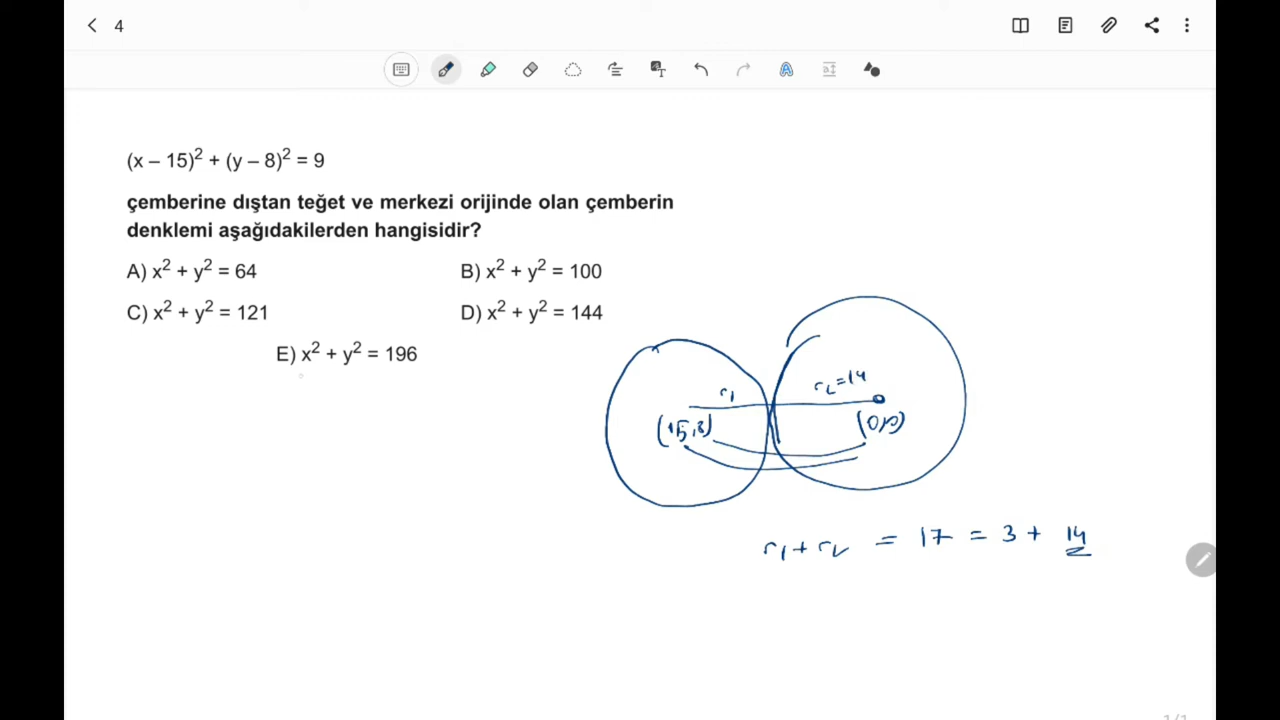 4
(x – 15)² + (y – 8)² = 9
çemberine dıştan teğet ve merkezi orijinde olan çemberin
denklemi aşağıdakilerden hangisidir?
A) x² + y² = 64
B) x² + y² = 100
C) x² + y² = 121
D) x² + y² = 144
E) x² + y² = 196
r₁
r₂=14
(15,8)
(0,0)
r₁+r₂ = 17 = 3 + 14
1/1